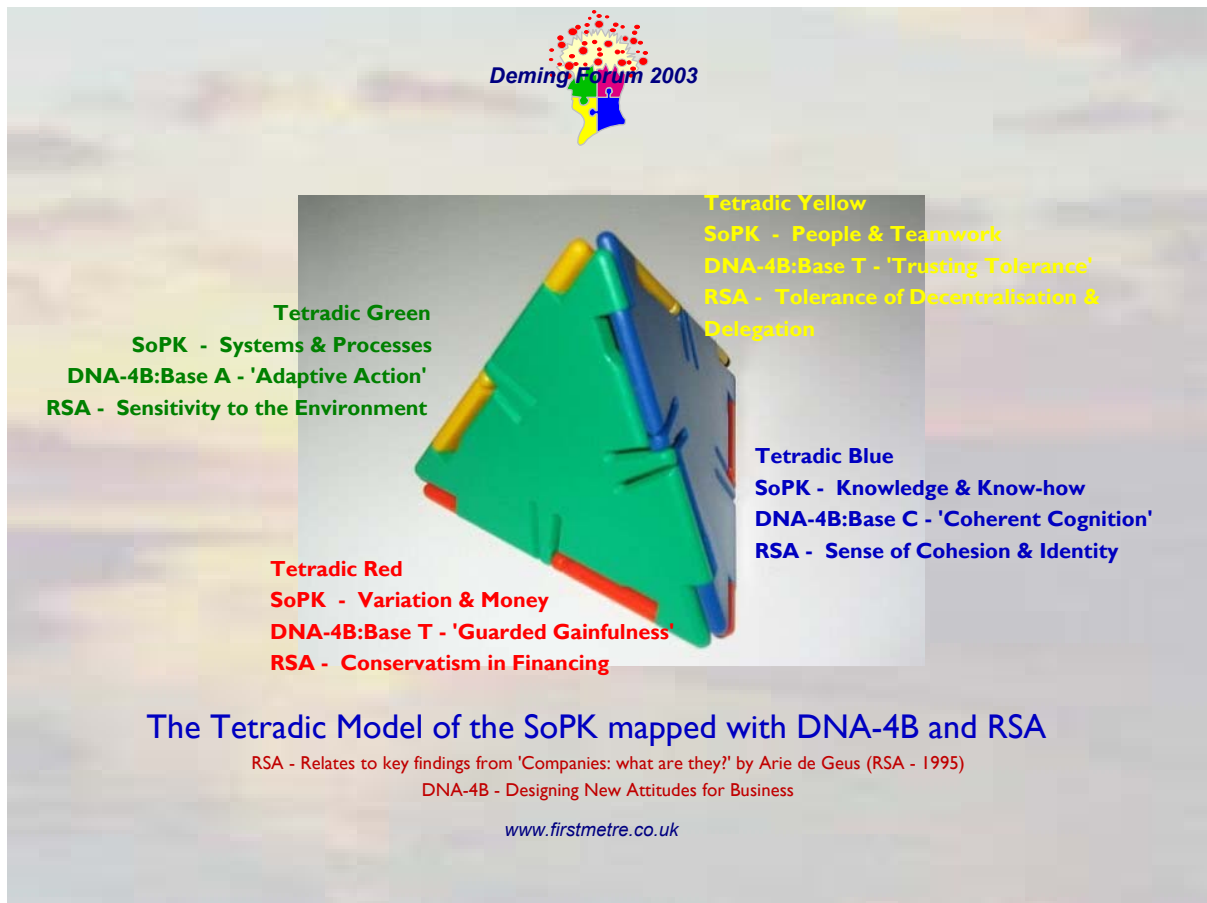 Deming Forum 2003
Tetradic Yellow
SoPK - People & Teamwork
DNA-4B:Base T - 'Trusting Tolerance'
RSA - Tolerance of Decentralisation &
Delegation
Tetradic Green
SoPK - Systems & Processes
DNA-4B:Base A - 'Adaptive Action'
RSA - Sensitivity to the Environment
Tetradic Blue
SoPK - Knowledge & Know-how
DNA-4B:Base C - 'Coherent Cognition'
RSA - Sense of Cohesion & Identity
Tetradic Red
SoPK - Variation & Money
DNA-4B:Base T - 'Guarded Gainfulness'
RSA - Conservatism in Financing
The Tetradic Model of the SoPK mapped with DNA-4B and RSA
RSA - Relates to key findings from 'Companies: what are they?' by Arie de Geus (RSA - 1995)
DNA-4B - Designing New Attitudes for Business
www.firstmetre.co.uk